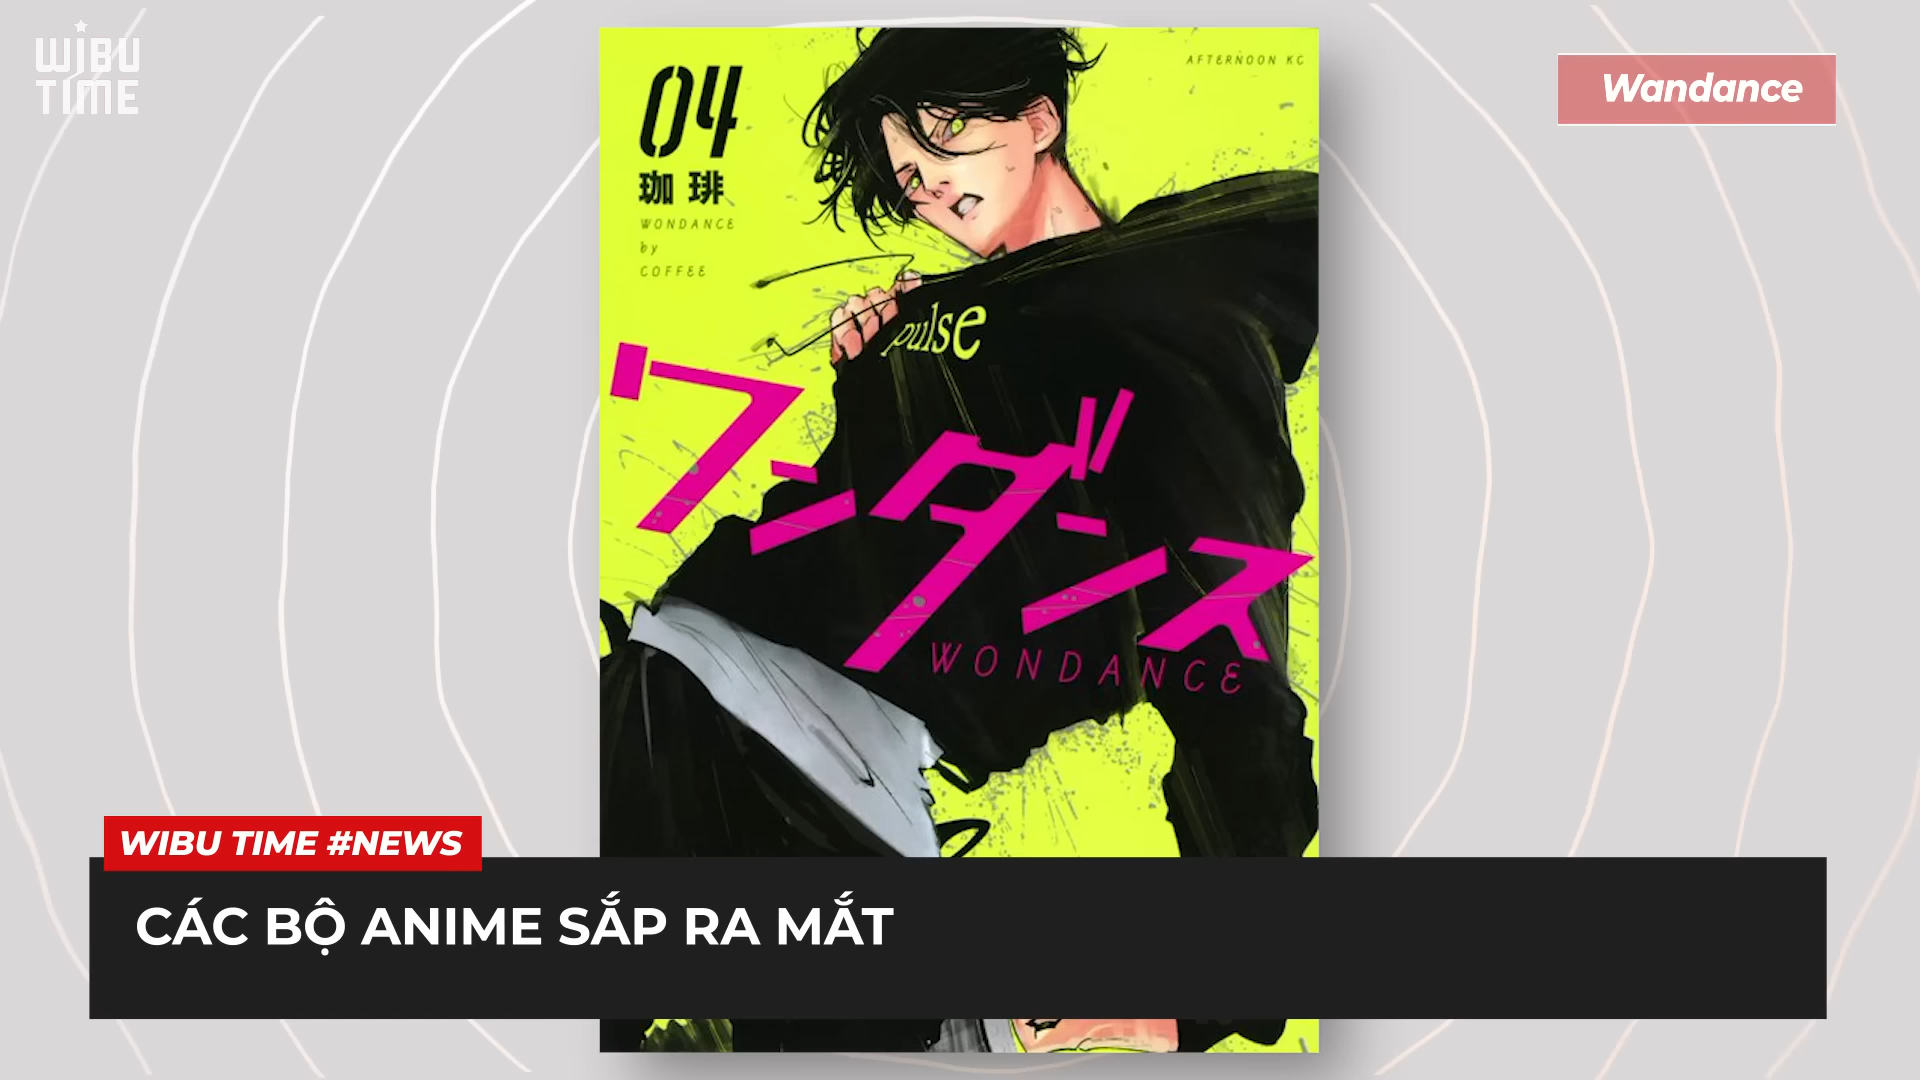 WiBU
TIME
Wandance
AFTERNOON KC
04
珈琲
WONDANCE
by
COFFEE
pulse
ワンダンス
WONDANCE
WIBU TIME #NEWS
CÁC BỘ ANIME SẮP RA MẮT